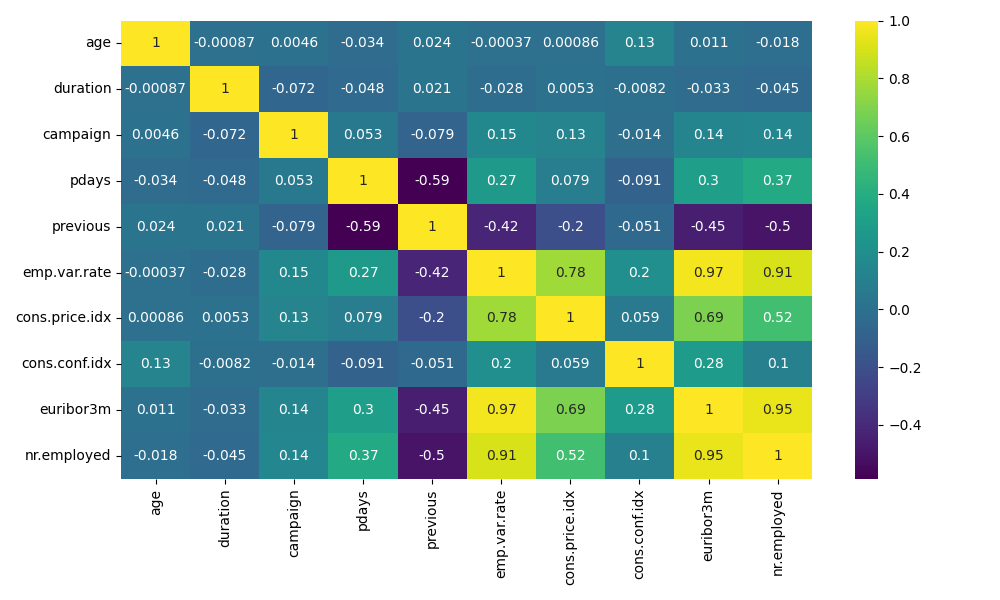 age 1 -0.00087 0.0046 -0.034 0.024 -0.00037 0.00086 0.13 0.011 -0.018
duration -0.00087 1 -0.072 -0.048 0.021 -0.028 0.0053 -0.0082 -0.033 -0.045
campaign 0.0046 -0.072 1 0.053 -0.079 0.15 0.13 -0.014 0.14 0.14
pdays -0.034 -0.048 0.053 1 -0.59 0.27 0.079 -0.091 0.3 0.37
previous 0.024 0.021 -0.079 -0.59 1 -0.42 -0.2 -0.051 -0.45 -0.5
emp.var.rate -0.00037 -0.028 0.15 0.27 -0.42 1 0.78 0.2 0.97 0.91
cons.price.idx 0.00086 0.0053 0.13 0.079 -0.2 0.78 1 0.059 0.69 0.52
cons.conf.idx 0.13 -0.0082 -0.014 -0.091 -0.051 0.2 0.059 1 0.28 0.1
euribor3m 0.011 -0.033 0.14 0.3 -0.45 0.97 0.69 0.28 1 0.95
nr.employed -0.018 -0.045 0.14 0.37 -0.5 0.91 0.52 0.1 0.95 1
age duration campaign pdays previous emp.var.rate cons.price.idx cons.conf.idx euribor3m nr.employed
1.0
0.8
0.6
0.4
0.2
0.0
−0.2
−0.4